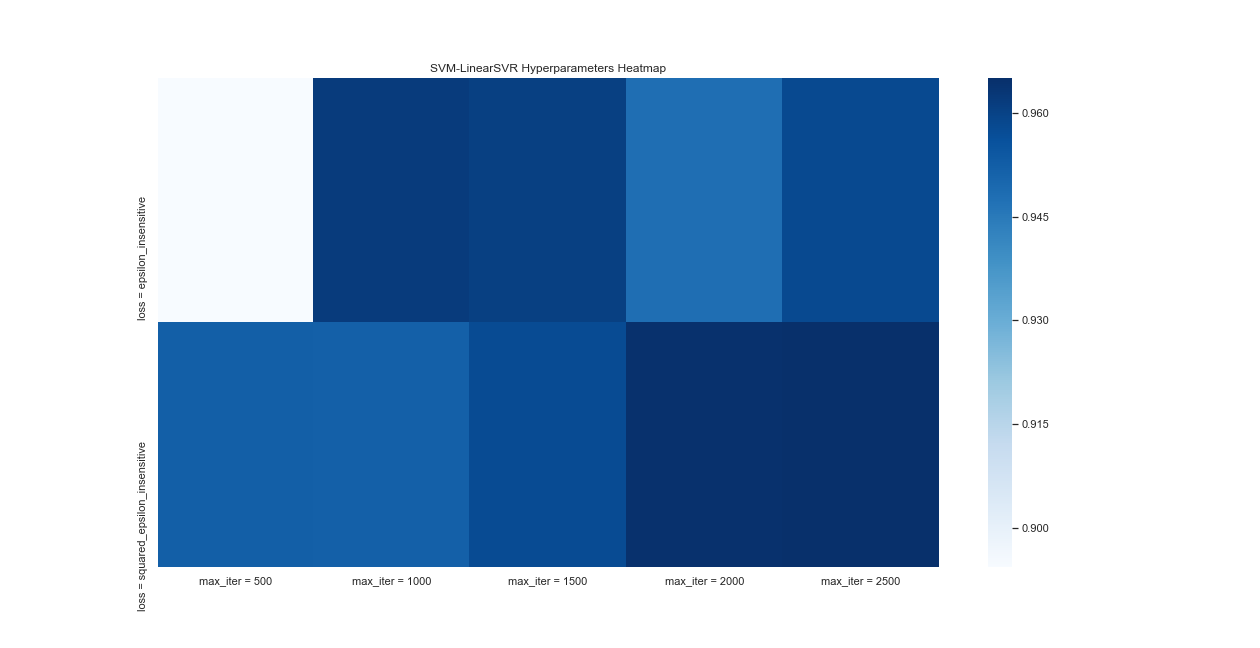 SVM-LinearSVR Hyperparameters Heatmap
loss = epsilon_insensitive
loss = squared_epsilon_insensitive
max_iter = 500
max_iter = 1000
max_iter = 1500
max_iter = 2000
max_iter = 2500
0.960
0.945
0.930
0.915
0.900